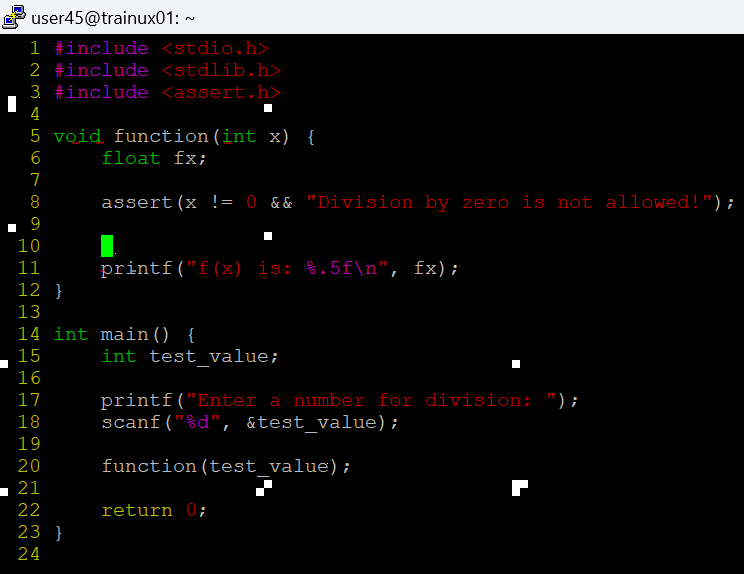 user45@trainux01: ~
1 #include <stdio.h>
2 #include <stdlib.h>
3 #include <assert.h>
4
5 void function(int x) {
6     float fx;
7
8     assert(x != 0 && "Division by zero is not allowed!");
9
10
11     printf("f(x) is: %.5f\n", fx);
12 }
13
14 int main() {
15     int test_value;
16
17     printf("Enter a number for division: ");
18     scanf("%d", &test_value);
19
20     function(test_value);
21
22     return 0;
23 }
24